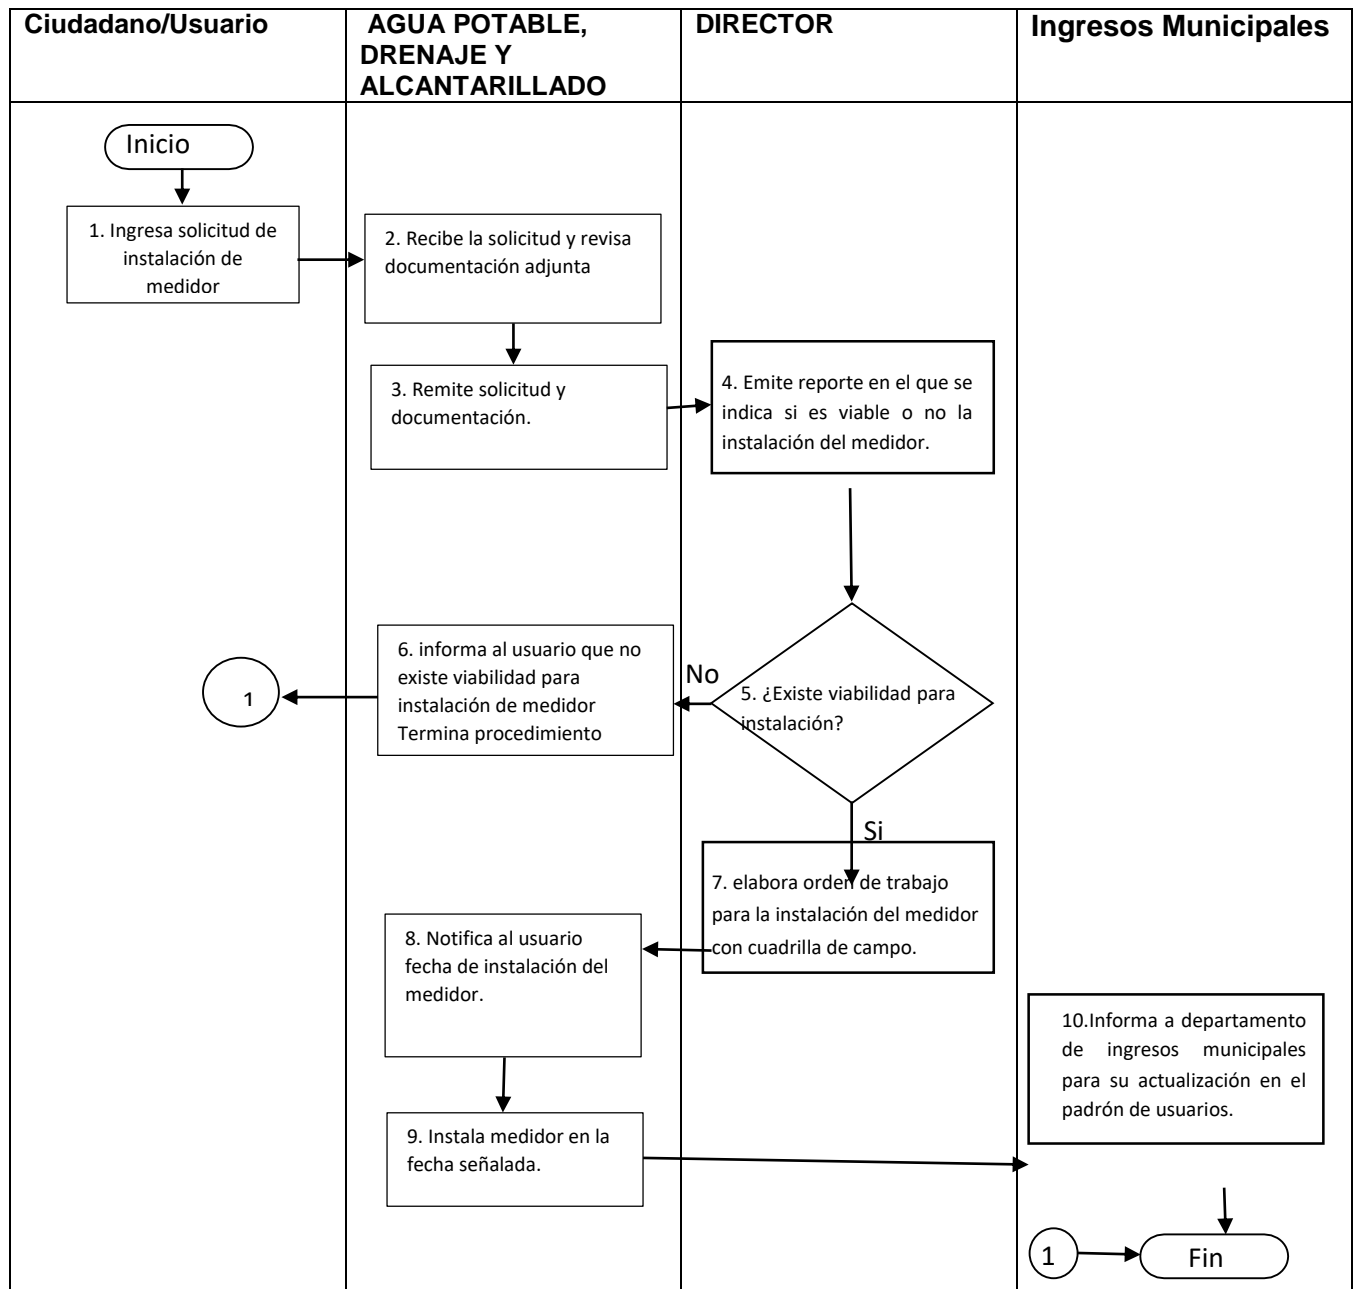 Ciudadano/Usuario
AGUA POTABLE,
DRENAJE Y
ALCANTARILLADO
DIRECTOR
Ingresos Municipales
Inicio
1. Ingresa solicitud de
instalación de
medidor
2. Recibe la solicitud y revisa
documentación adjunta
3. Remite solicitud y
documentación.
4. Emite reporte en el que se
indica si es viable o no la
instalación del medidor.
5. ¿Existe viabilidad para
instalación?
No
6. informa al usuario que no
existe viabilidad para
instalación de medidor
Termina procedimiento
1
Si
7. elabora orden de trabajo
para la instalación del medidor
con cuadrilla de campo.
8. Notifica al usuario
fecha de instalación del
medidor.
9. Instala medidor en la
fecha señalada.
10.Informa a departamento
de ingresos municipales
para su actualización en el
padrón de usuarios.
1
Fin